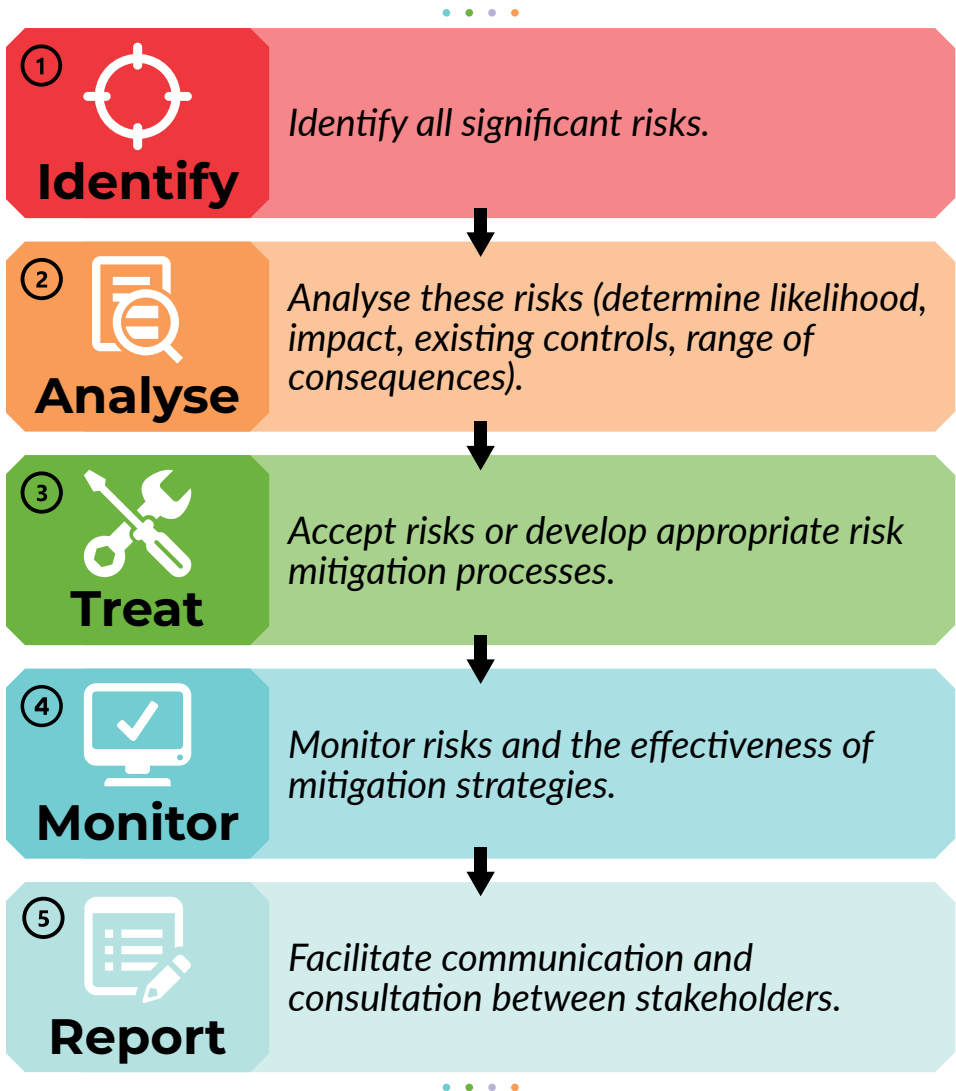 1
Identify
Identify all significant risks.
2
Analyse
Analyse these risks (determine likelihood,
impact, existing controls, range of
consequences).
3
Treat
Accept risks or develop appropriate risk
mitigation processes.
4
Monitor
Monitor risks and the effectiveness of
mitigation strategies.
5
Report
Facilitate communication and
consultation between stakeholders.